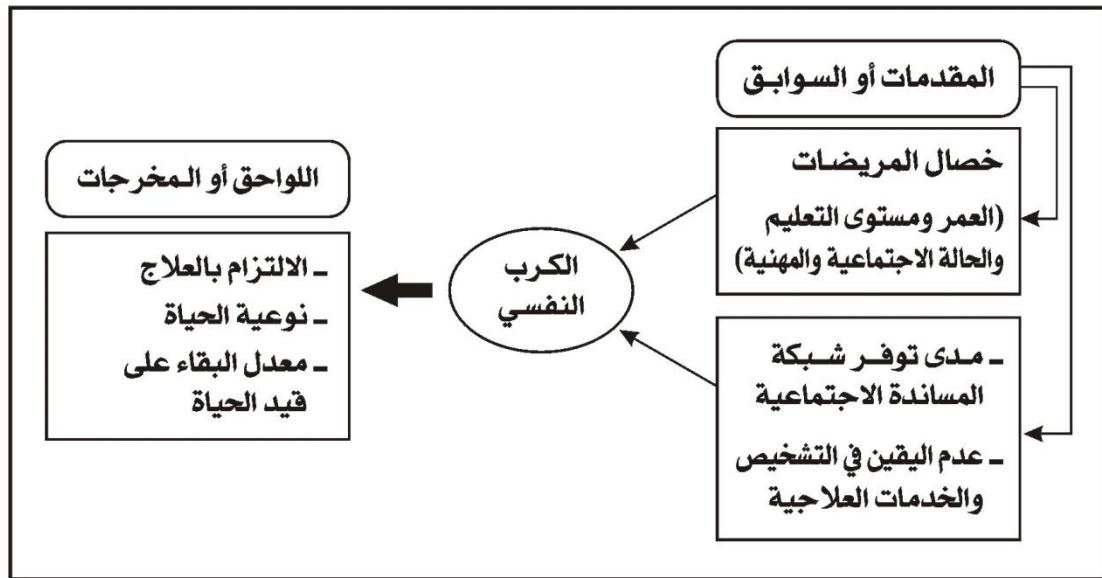 المقدمات أو السوابق
خصال المريضات
(العمر ومستوى التعليم
والحالة الاجتماعية والمهنية)
ـ مدى توفر شبكة
المساندة الاجتماعية
ـ عدم اليقين في التشخيص
والخدمات العلاجية
الكرب
النفسي
اللواحق أو المخرجات
ـ الالتزام بالعلاج
ـ نوعية الحياة
ـ معدل البقاء على
قيد الحياة